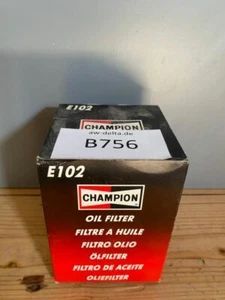 E102
CHAMPION
aw-delta.de
B756
E102
CHAMPION
OIL FILTER
FILTRE A HUILE
FILTRO OLIO
ÖLFILTER
FILTRO DE ACEITE
OLIEFILTER